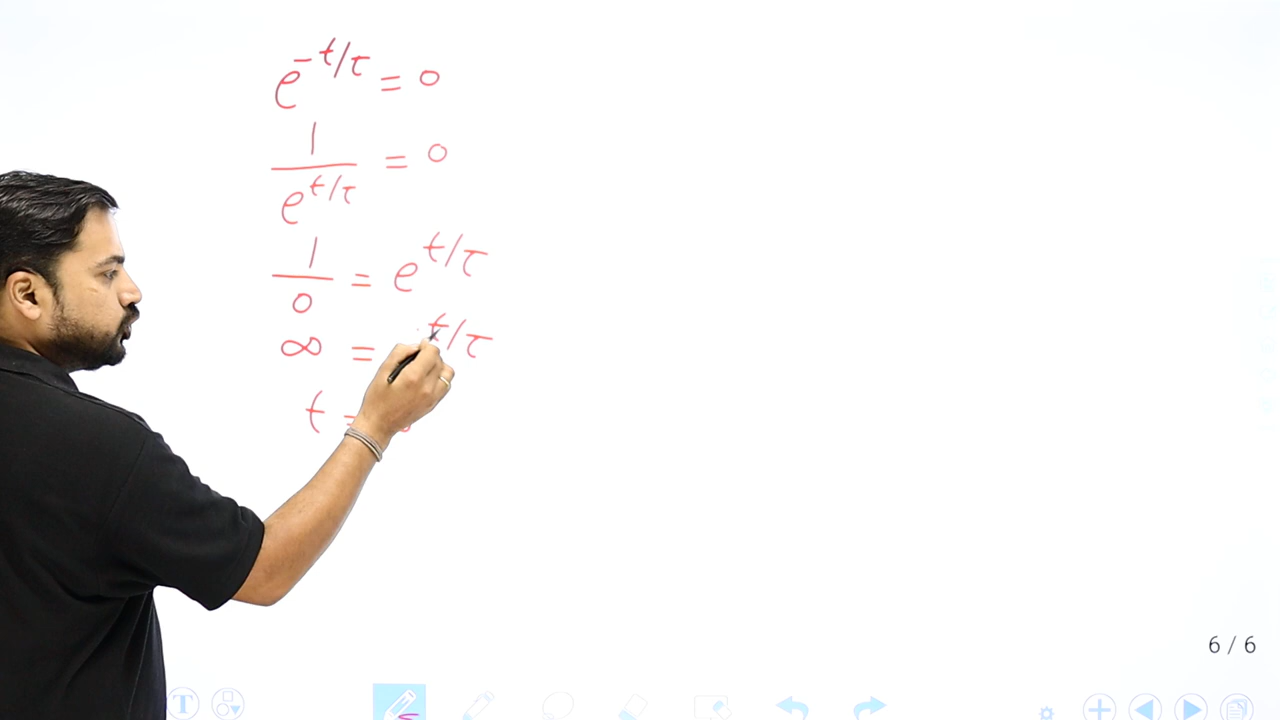 e^{-t/τ} = 0
1/e^{t/τ} = 0
1/0 = e^{t/τ}
∞ = t/τ
t =
6 / 6
T